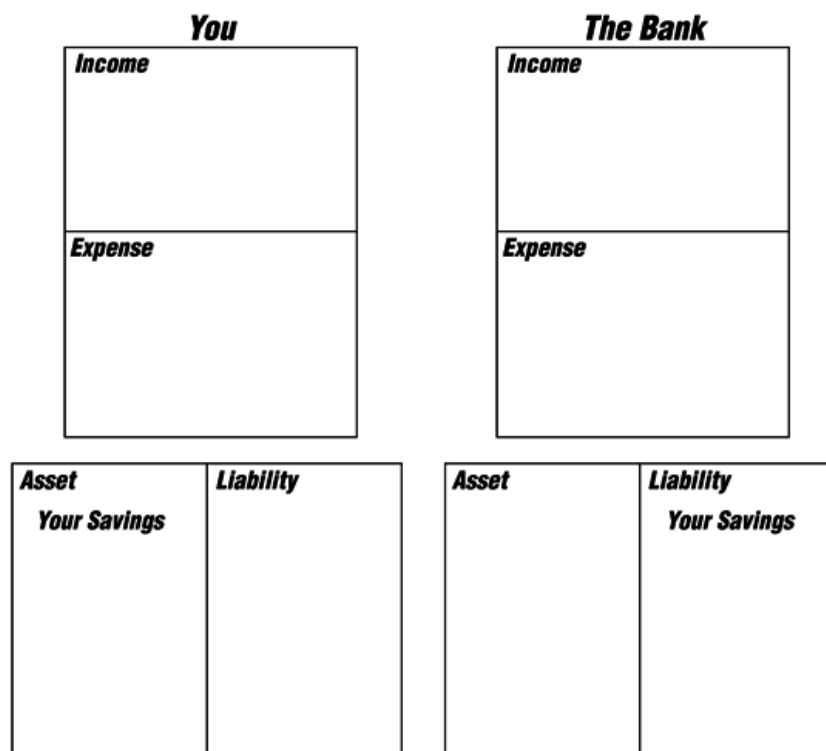 You
The Bank
Income
Income
Expense
Expense
Asset
Liability
Asset
Liability
Your Savings
Your Savings